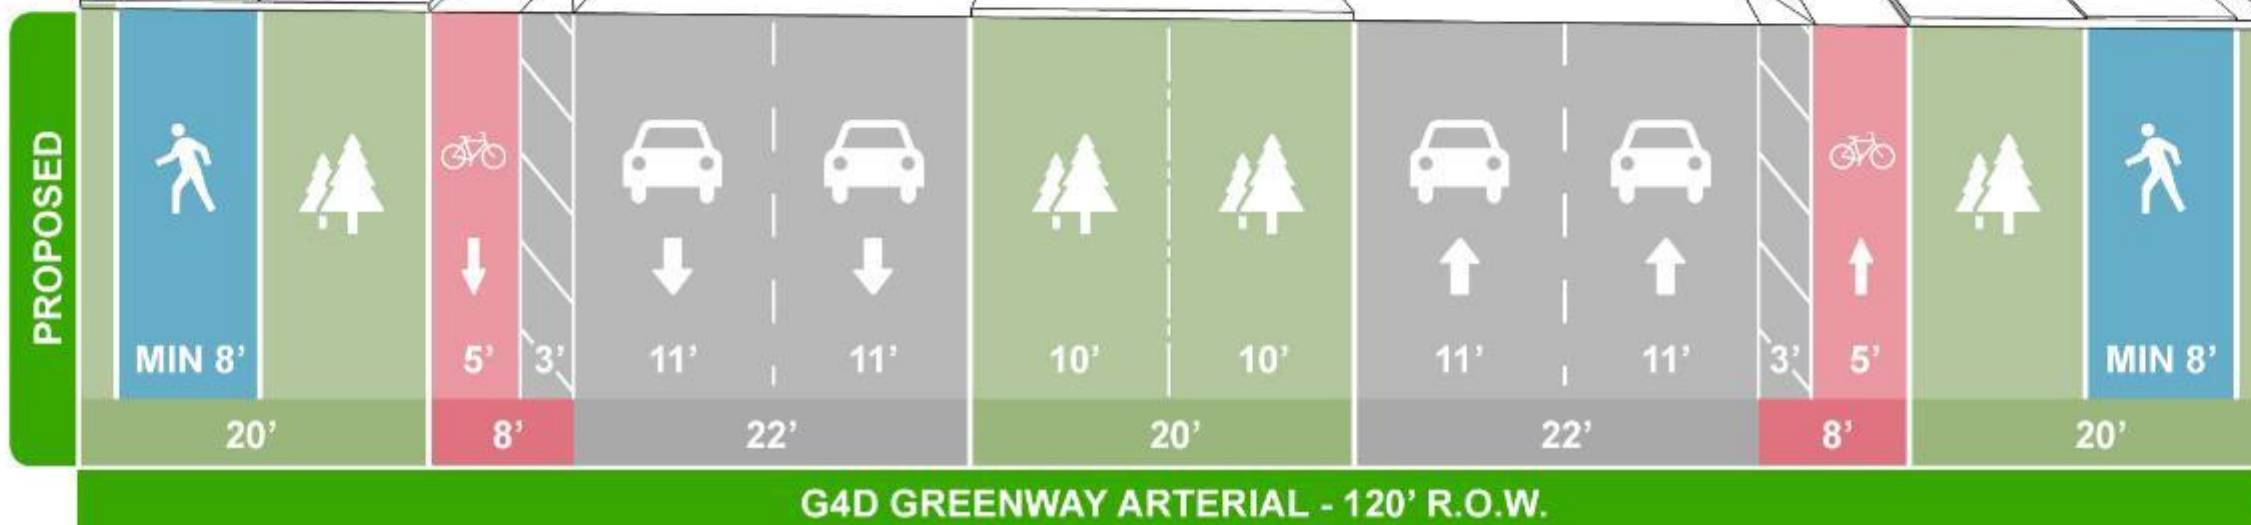 PROPOSED
MIN 8’ 5’ 3’ 11’ 11’ 10’ 10’ 11’ 11’ 3’ 5’ MIN 8’
20’ 8’ 22’ 20’ 22’ 8’ 20’
G4D GREENWAY ARTERIAL - 120’ R.O.W.